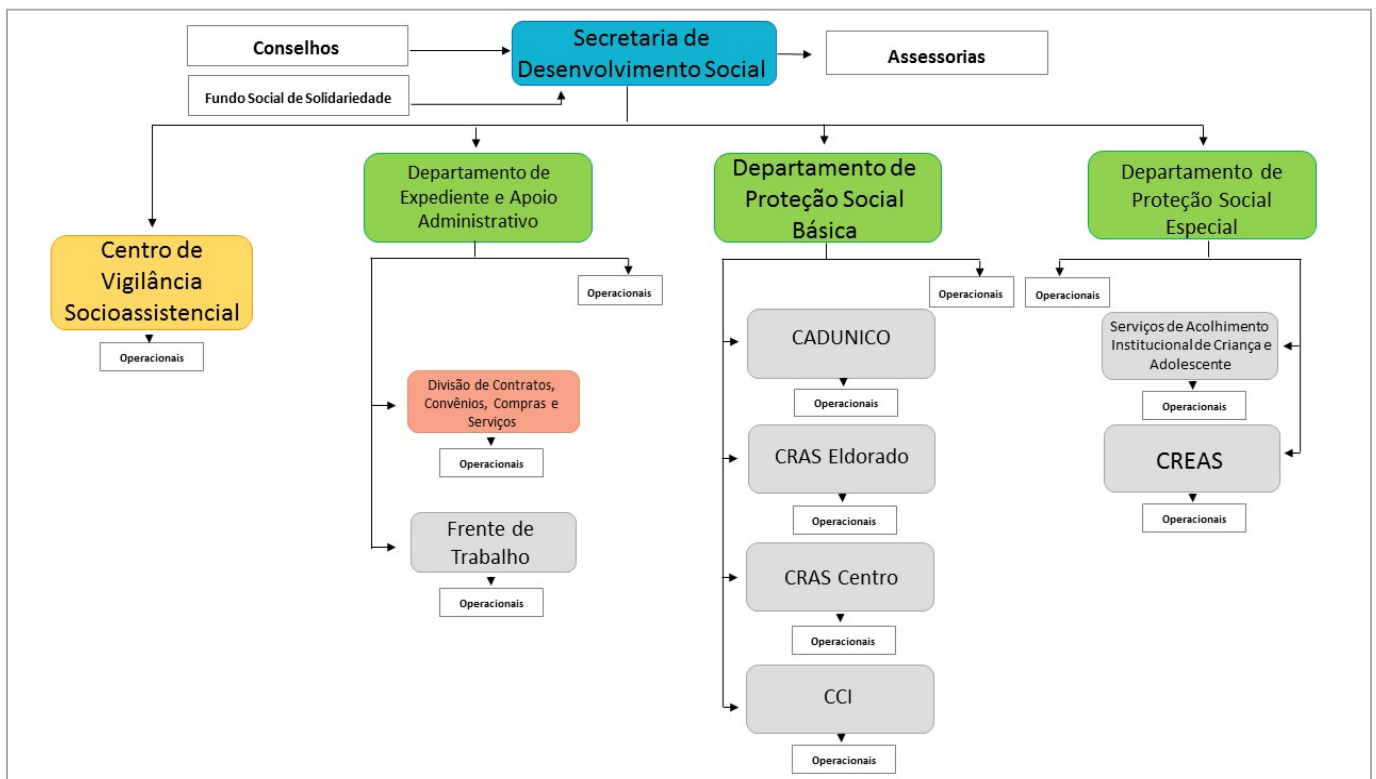 Conselhos
Secretaria de
Desenvolvimento Social
Assessorias
Fundo Social de Solidariedade
Centro de
Vigilância
Socioassistencial
Operacionais
Departamento de
Expediente e Apoio
Administrativo
Operacionais
Divisão de Contratos,
Convênios, Compras e
Serviços
Operacionais
Frente de
Trabalho
Operacionais
Departamento de
Proteção Social
Básica
Operacionais
CADUNICO
Operacionais
CRAS Eldorado
Operacionais
CRAS Centro
Operacionais
CCI
Operacionais
Departamento de
Proteção Social
Especial
Operacionais
Serviços de Acolhimento
Institucional de Criança e
Adolescente
Operacionais
CREAS
Operacionais